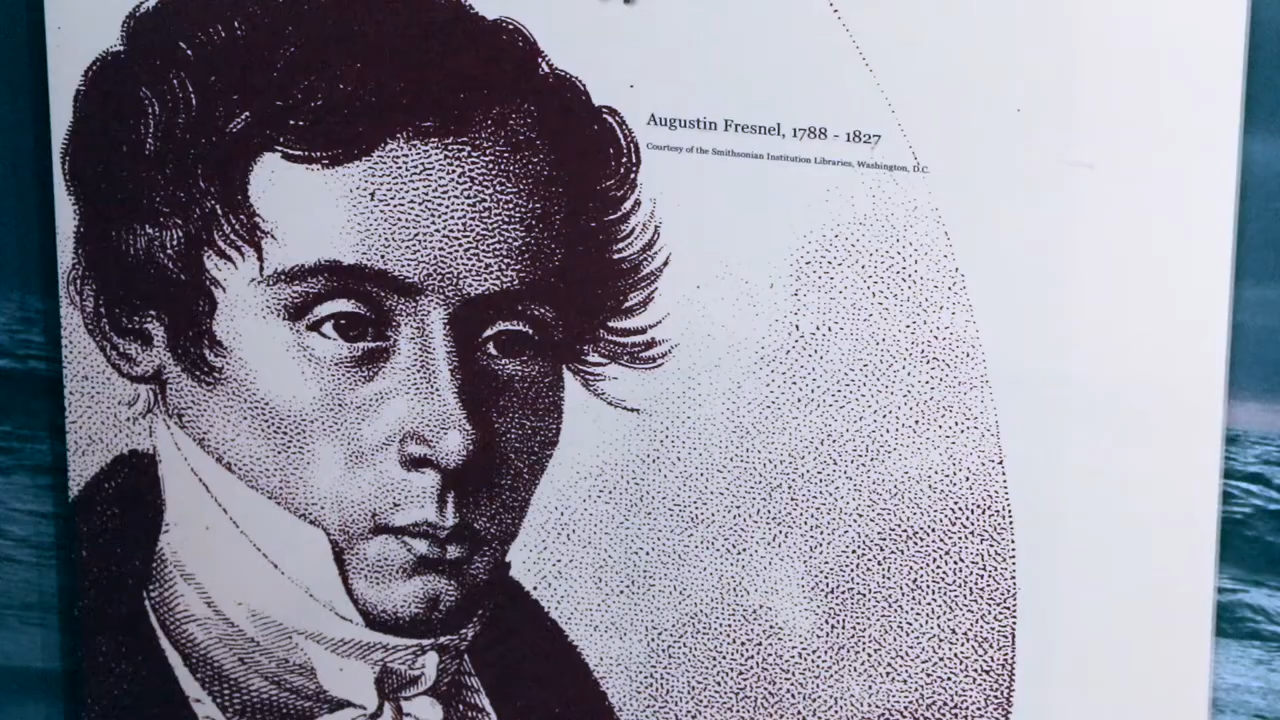 Augustin Fresnel, 1788 - 1827
Courtesy of the Smithsonian Institution Libraries, Washington, D.C.